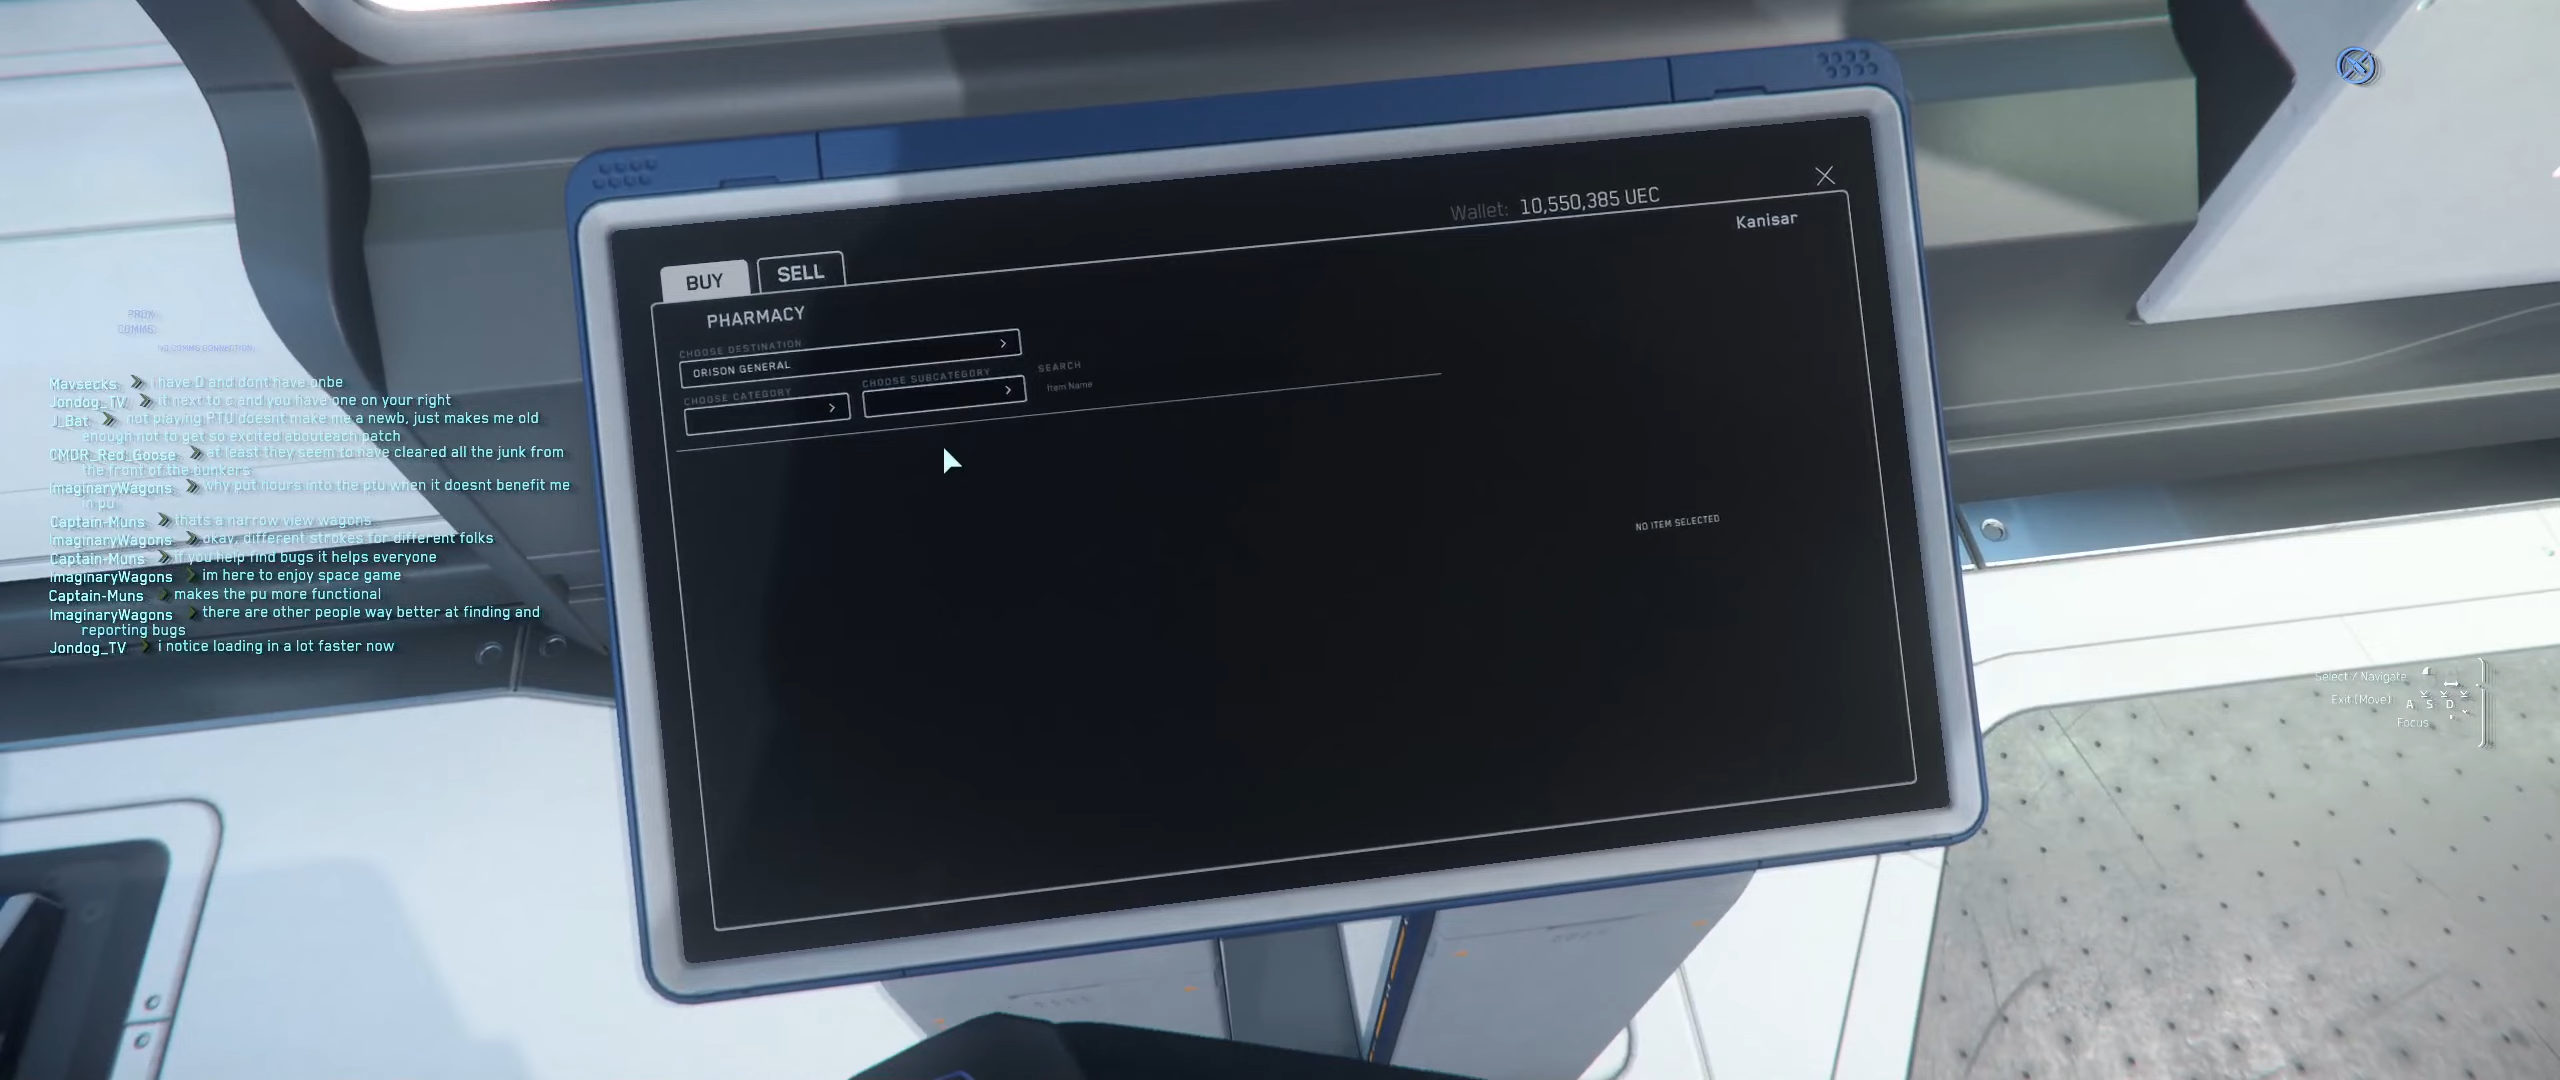 Wallet: 10,550,385 UEC
Kanisar
BUY
SELL
PHARMACY
CHOOSE DESTINATION
ORISON GENERAL
CHOOSE CATEGORY
CHOOSE SUBCATEGORY
SEARCH
Item Name
NO ITEM SELECTED
COMMS
NO COMMS CONNECTION
Mavsecks i have D and dont have onbe
Jondog_TV it next to c and you have one on your right
J_Bat not playing PTU doesnt make me a newb, just makes me old
enough not to get so excited abouteach patch
CMDR_Red_Goose at least they seem to have cleared all the junk from
the front of the bunkers
ImaginaryWagons why put hours into the ptu when it doesnt benefit me
in pu
Captain-Muns thats a narrow view wagons
ImaginaryWagons okay, different strokes for different folks
Captain-Muns if you help find bugs it helps everyone
ImaginaryWagons im here to enjoy space game
Captain-Muns makes the pu more functional
ImaginaryWagons there are other people way better at finding and
reporting bugs
Jondog_TV i notice loading in a lot faster now
Select / Navigate
Exit (Move) A S D
Focus